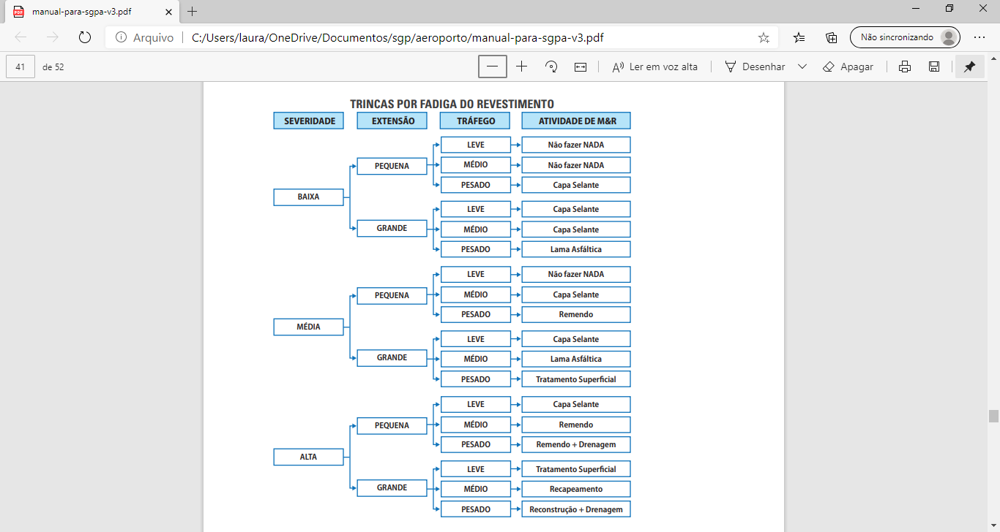 manual-para-sgpa-v3.pdf
Arquivo C:/Users/laura/OneDrive/Documentos/sgp/aeroporto/manual-para-sgpa-v3.pdf Não sincronizando
41 de 52 Ler em voz alta Desenhar Apagar
TRINCAS POR FADIGA DO REVESTIMENTO
SEVERIDADE EXTENSÃO TRÁFEGO ATIVIDADE DE M&R
LEVE Não fazer NADA
PEQUENA MÉDIO Não fazer NADA
PESADO Capa Selante
BAIXA
LEVE Capa Selante
GRANDE MÉDIO Capa Selante
PESADO Lama Asfáltica
LEVE Não fazer NADA
PEQUENA MÉDIO Capa Selante
PESADO Remendo
MÉDIA
LEVE Capa Selante
GRANDE MÉDIO Lama Asfáltica
PESADO Tratamento Superficial
LEVE Capa Selante
PEQUENA MÉDIO Remendo
PESADO Remendo + Drenagem
ALTA
LEVE Tratamento Superficial
GRANDE MÉDIO Recapeamento
PESADO Reconstrução + Drenagem